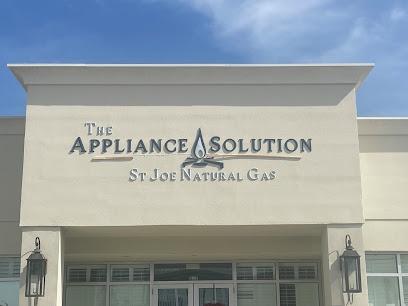 The
Appliance Solution
St Joe Natural Gas